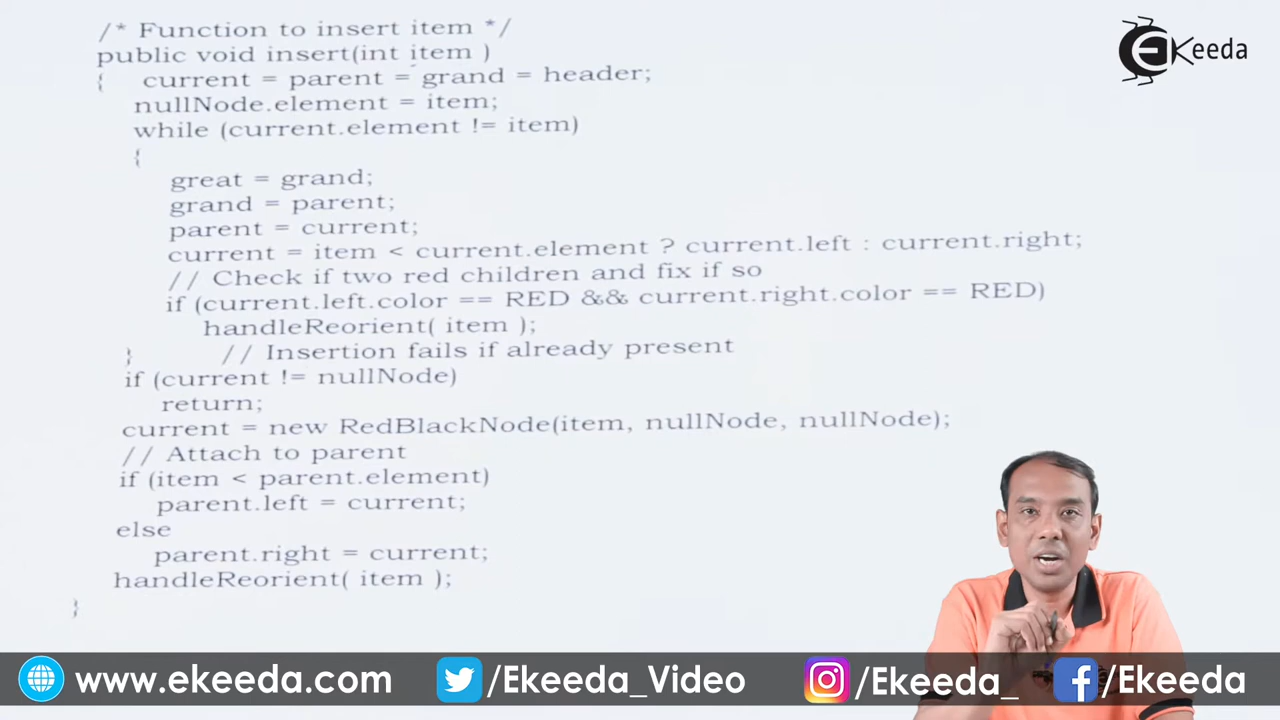 /* Function to insert item */
public void insert(int item )
{ current = parent = grand = header;
nullNode.element = item;
while (current.element != item)
{
great = grand;
grand = parent;
parent = current;
current = item < current.element ? current.left : current.right;
// Check if two red children and fix if so
if (current.left.color == RED && current.right.color == RED)
handleReorient( item );
} // Insertion fails if already present
if (current != nullNode)
return;
current = new RedBlackNode(item, nullNode, nullNode);
// Attach to parent
if (item < parent.element)
parent.left = current;
else
parent.right = current;
handleReorient( item );
}
EKeeda
www.ekeeda.com /Ekeeda_Video /Ekeeda_ /Ekeeda